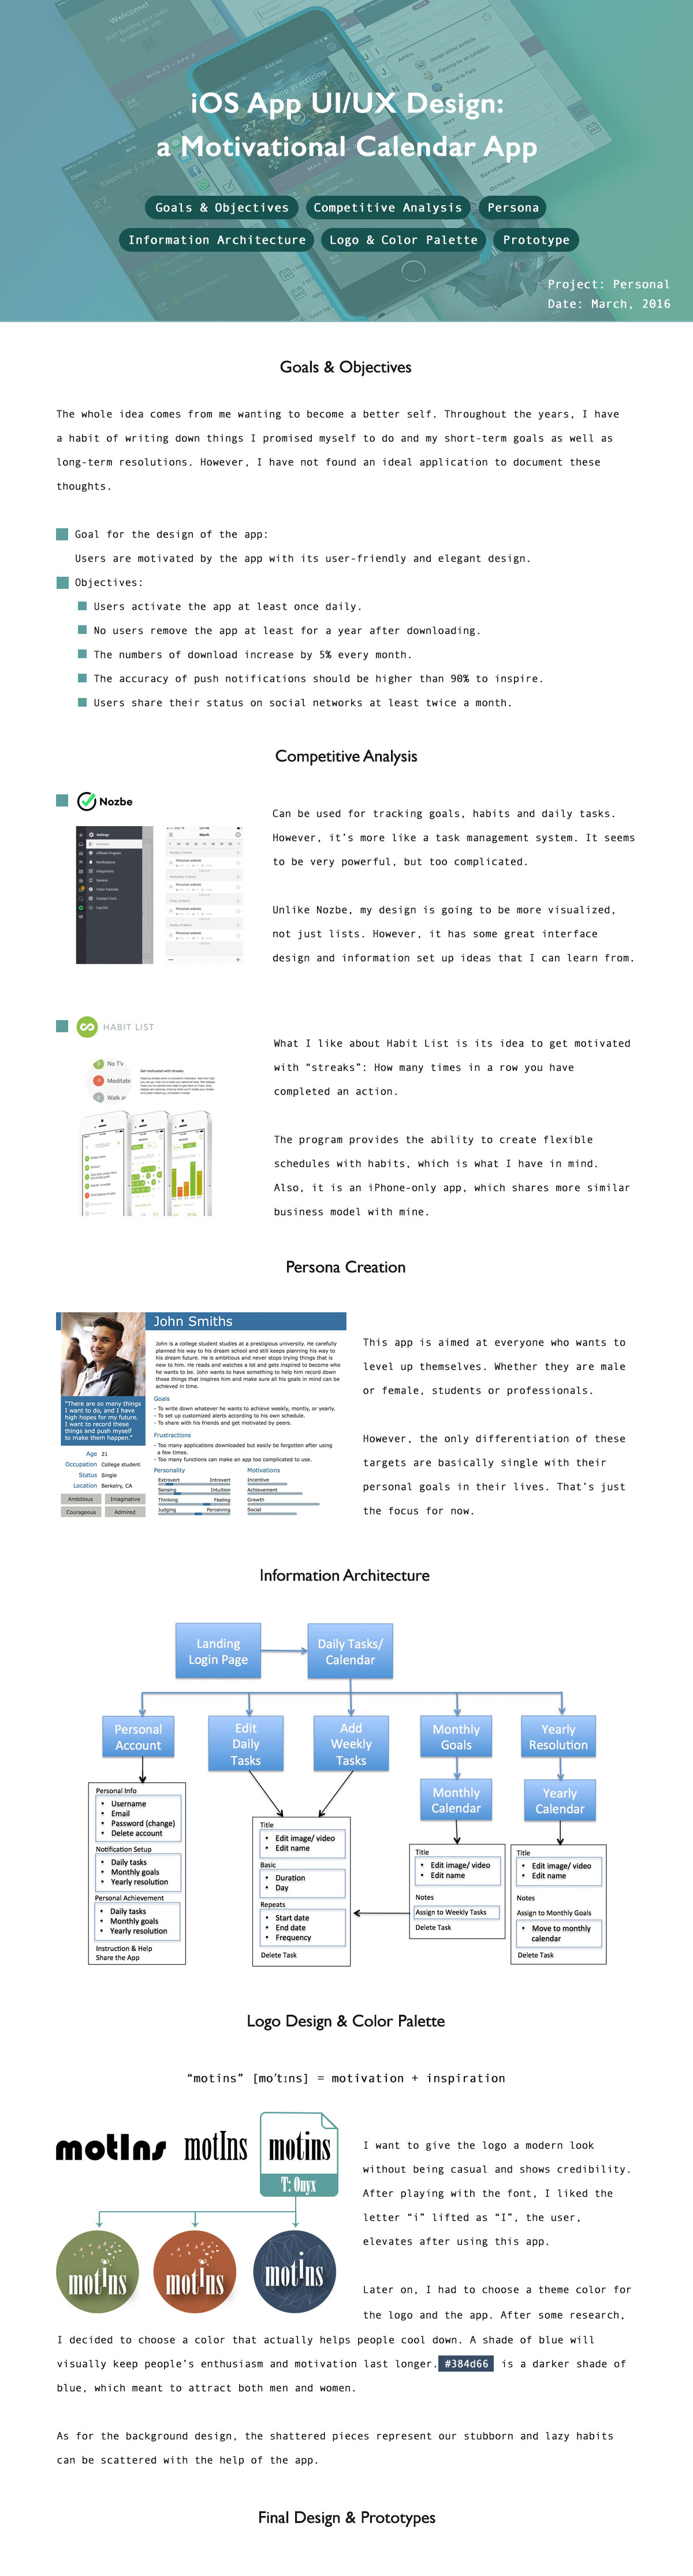 iOS App UI/UX Design:
a Motivational Calendar App
Goals & Objectives
Competitive Analysis
Persona
Information Architecture
Logo & Color Palette
Prototype
Project: Personal
Date: March, 2016
Goals & Objectives
The whole idea comes from me wanting to become a better self. Throughout the years, I have
a habit of writing down things I promised myself to do and my short-term goals as well as
long-term resolutions. However, I have not found an ideal application to document these
thoughts.
Goal for the design of the app:
Users are motivated by the app with its user-friendly and elegant design.
Objectives:
Users activate the app at least once daily.
No users remove the app at least for a year after downloading.
The numbers of download increase by 5% every month.
The accuracy of push notifications should be higher than 90% to inspire.
Users share their status on social networks at least twice a month.
Competitive Analysis
Nozbe
Can be used for tracking goals, habits and daily tasks.
However, it's more like a task management system. It seems
to be very powerful, but too complicated.
Unlike Nozbe, my design is going to be more visualized,
not just lists. However, it has some great interface
design and information set up ideas that I can learn from.
HABIT LIST
No TV
Meditate
Walk
Get motivated with streaks
What I like about Habit List is its idea to get motivated
with “streaks”: How many times in a row you have
completed an action.
The program provides the ability to create flexible
schedules with habits, which is what I have in mind.
Also, it is an iPhone-only app, which shares more similar
business model with mine.
Persona Creation
John Smiths
John is a college student studies at a prestigious university. He carefully
planned his way to his dream school and still keeps planning his way to
his dream future. He is ambitious and never stops trying things that is
new to him. He reads and watches a lot and gets inspired to become who
he wants to be. John wants to have something to help him record down
those things that inspires him and make sure all his goals in mind can be
achieved in time.
Goals
- To write down whatever he wants to achieve weekly, montly, or yearly.
- To set up customized alerts according to his own schedule.
- To share with his friends and get motived by peers.
Frustractions
- Too many applications downloaded but easily be forgotten after using
a few times.
- Too many functions can make an app too complicated to use.
Personality
Extrovert Introvert
Sensing Intuition
Thinking Feeling
Judging Perceiving
Motivations
Incentive
Achievement
Growth
Social
"There are so many things
I want to do, and I have
high hopes for my future.
I want to record these
things and push myself
to make them happen."
Age 21
Occupation College student
Status Single
Location Berkelry, CA
Ambitious Imaginative
Courageous Admired
This app is aimed at everyone who wants to
level up themselves. Whether they are male
or female, students or professionals.
However, the only differentiation of these
targets are basically single with their
personal goals in their lives. That's just
the focus for now.
Information Architecture
Landing
Login Page
Daily Tasks/
Calendar
Personal
Account
Edit
Daily
Tasks
Add
Weekly
Tasks
Monthly
Goals
Yearly
Resolution
Monthly
Calendar
Yearly
Calendar
Personal Info
• Username
• Email
• Password (change)
• Delete account
Notification Setup
• Daily tasks
• Monthly goals
• Yearly resolution
Personal Achievement
• Daily tasks
• Monthly goals
• Yearly resolution
Instruction & Help
Share the App
Title
• Edit image/ video
• Edit name
Basic
• Duration
• Day
Repeats
• Start date
• End date
• Frequency
Delete Task
Title
• Edit image/ video
• Edit name
Notes
Assign to Weekly Tasks
Delete Task
Title
• Edit image/ video
• Edit name
Notes
Assign to Monthly Goals
• Move to monthly
calendar
Delete Task
Logo Design & Color Palette
“motins” [mo'tɪns] = motivation + inspiration
motIns
motIns
motins
T: Onyx
motIns
motIns
motIns
I want to give the logo a modern look
without being casual and shows credibility.
After playing with the font, I liked the
letter “i” lifted as “I”, the user,
elevates after using this app.
Later on, I had to choose a theme color for
the logo and the app. After some research,
I decided to choose a color that actually helps people cool down. A shade of blue will
visually keep people's enthusiasm and motivation last longer. #384d66 is a darker shade of
blue, which meant to attract both men and women.
As for the background design, the shattered pieces represent our stubborn and lazy habits
can be scattered with the help of the app.
Final Design & Prototypes